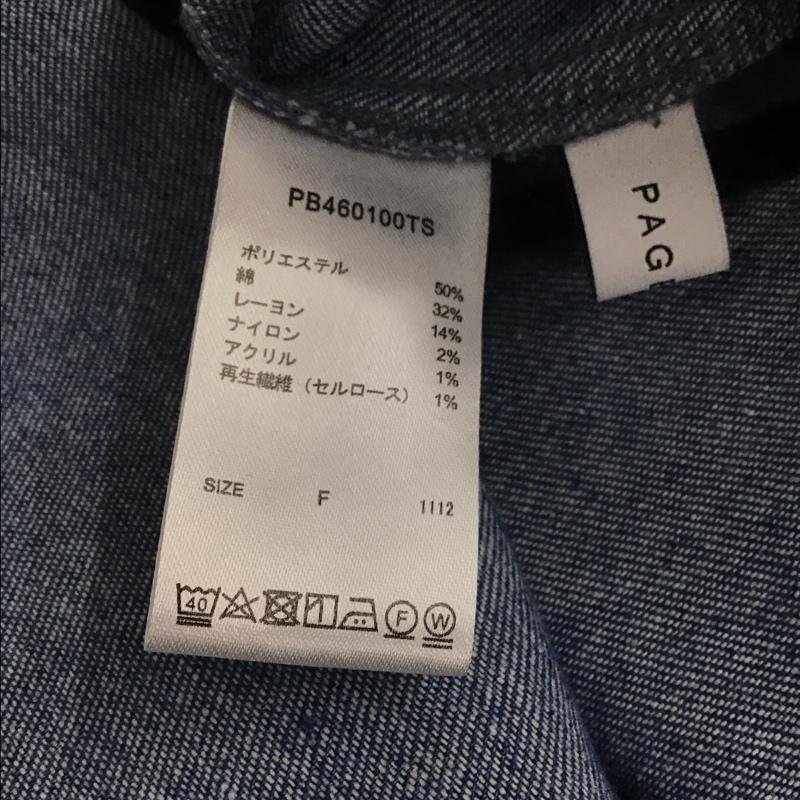 PB460100TS
ポリエステル 50%
綿 32%
レーヨン 14%
ナイロン 2%
アクリル 1%
再生繊維（セルロース） 1%
SIZE F 1112
40 F W
PAG